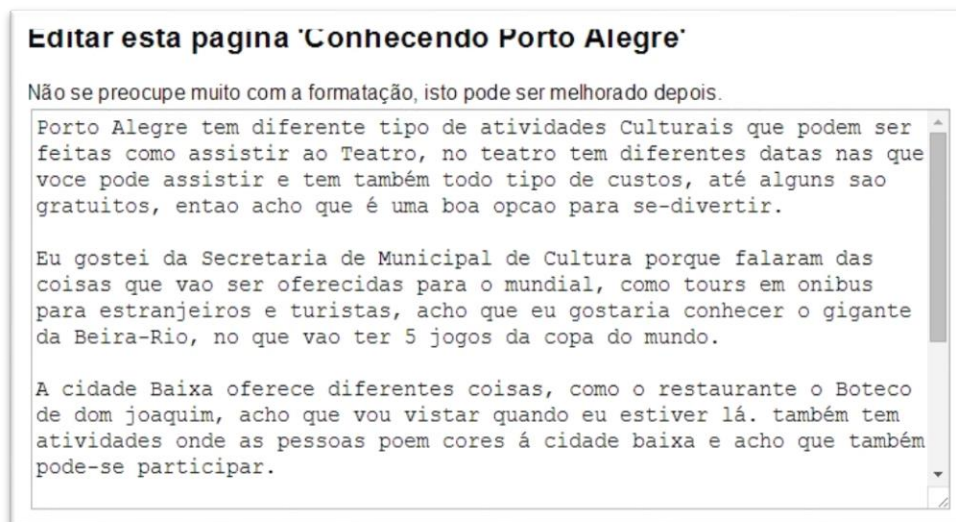 Editar esta página 'Conhecendo Porto Alegre'
Não se preocupe muito com a formatação, isto pode ser melhorado depois.
Porto Alegre tem diferente tipo de atividades Culturais que podem ser
feitas como assistir ao Teatro, no teatro tem diferentes datas nas que
voce pode assistir e tem também todo tipo de custos, até alguns sao
gratuitos, entao acho que é uma boa opcao para se-divertir.
Eu gostei da Secretaria de Municipal de Cultura porque falaram das
coisas que vao ser oferecidas para o mundial, como tours em onibus
para estranjeiros e turistas, acho que eu gostaria conhecer o gigante
da Beira-Rio, no que vao ter 5 jogos da copa do mundo.
A cidade Baixa oferece diferentes coisas, como o restaurante o Boteco
de dom joaquim, acho que vou vistar quando eu estiver lá. também tem
atividades onde as pessoas poem cores á cidade baixa e acho que também
pode-se participar.